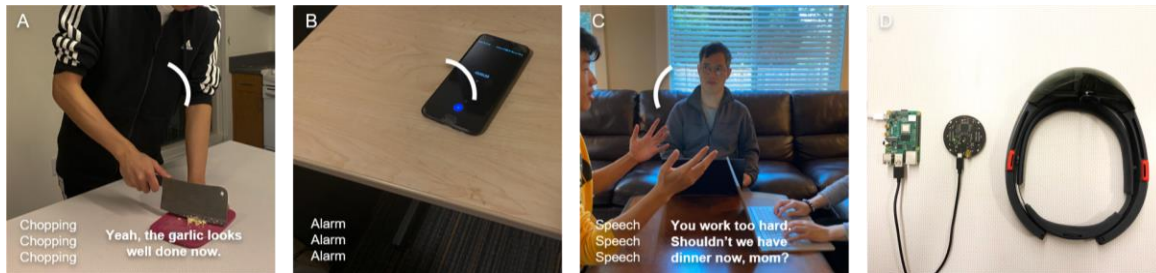 A
Chopping
Chopping
Chopping
Yeah, the garlic looks
well done now.
B
Alarm
Alarm
Alarm
C
Speech
Speech
Speech
You work too hard.
Shouldn't we have
dinner now, mom?
D